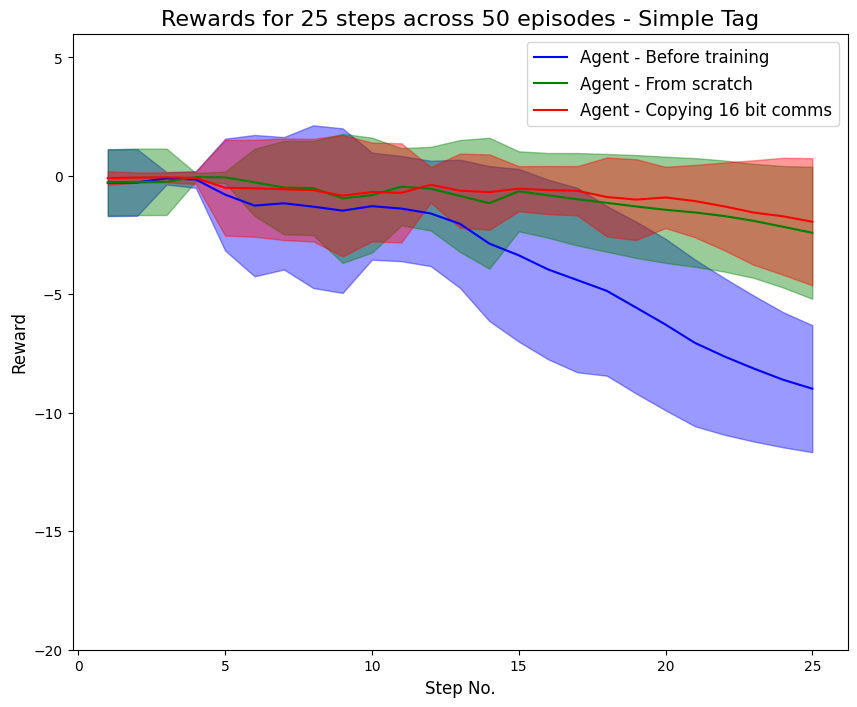 Rewards for 25 steps across 50 episodes - Simple Tag
Agent - Before training
Agent - From scratch
Agent - Copying 16 bit comms
Reward
5
0
−5
−10
−15
−20
0 5 10 15 20 25
Step No.